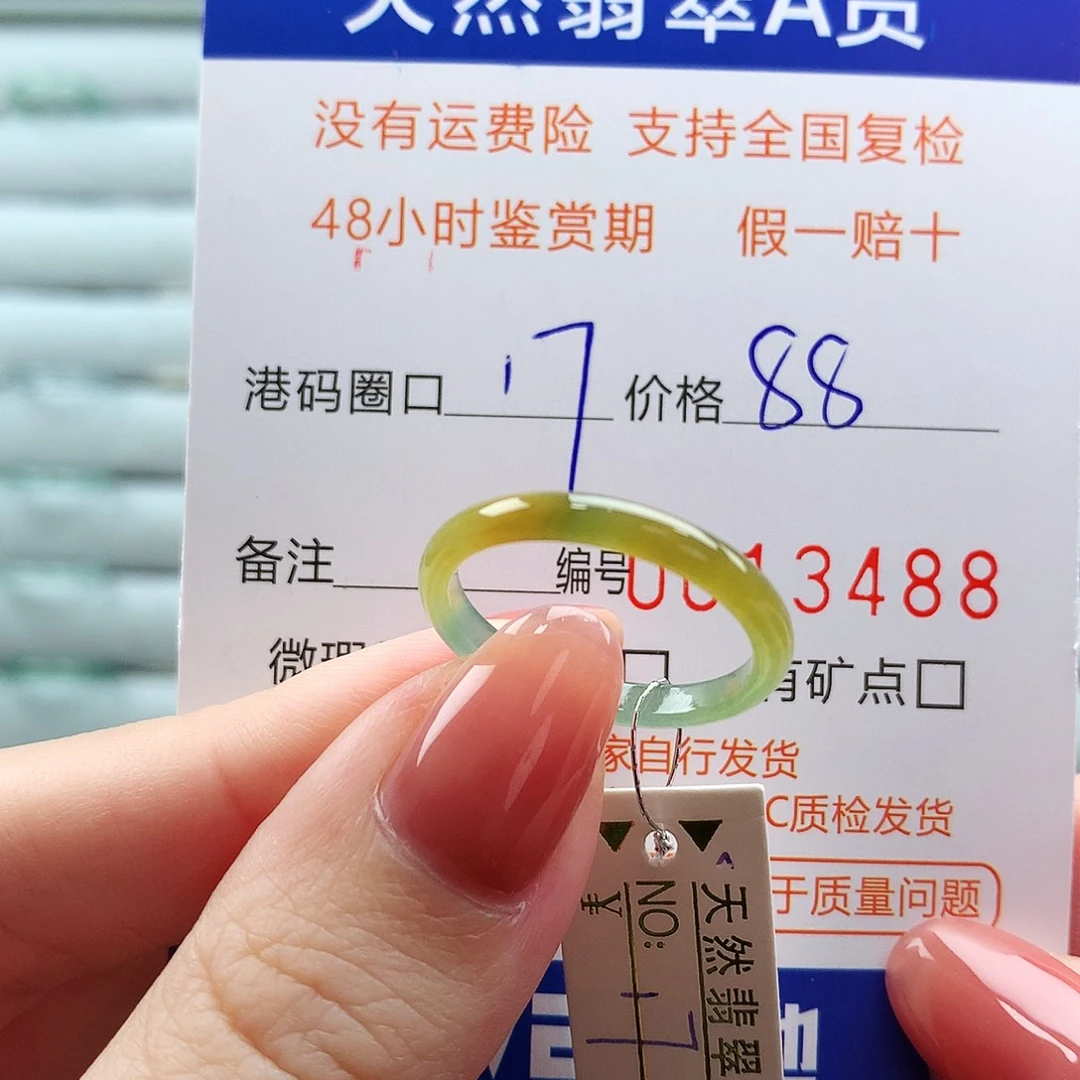 天然翡翠A货
没有运费险 支持全国复检
48小时鉴赏期 假一赔十
港码圈口 17 价格 88
备注 编号 0013488
微瑕 有矿点□
家自行发货
C质检发货
于质量问题
天然翡翠
NO:
¥
17